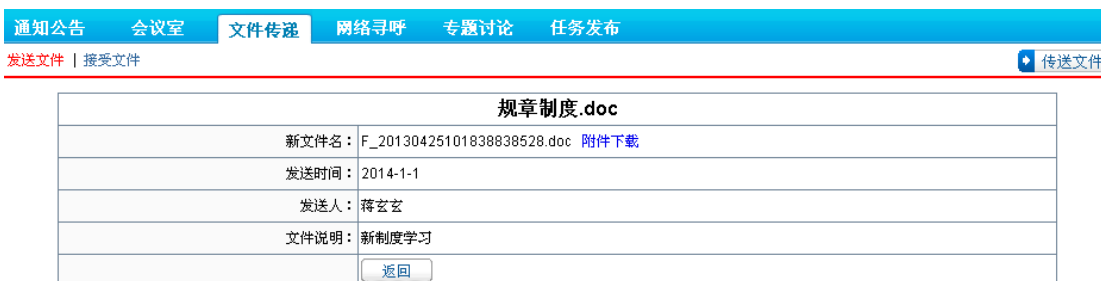 通知公告 会议室 文件传递 网络寻呼 专题讨论 任务发布
发送文件 | 接受文件 传送文件
规章制度.doc
新文件名： F_20130425101838838528.doc 附件下载
发送时间： 2014-1-1
发送人： 蒋玄玄
文件说明： 新制度学习
返回